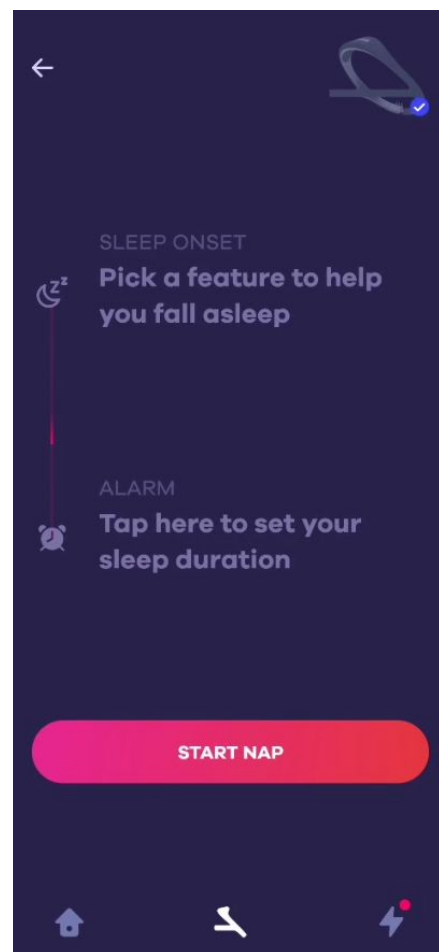 SLEEP ONSET
Pick a feature to help
you fall asleep
ALARM
Tap here to set your
sleep duration
START NAP